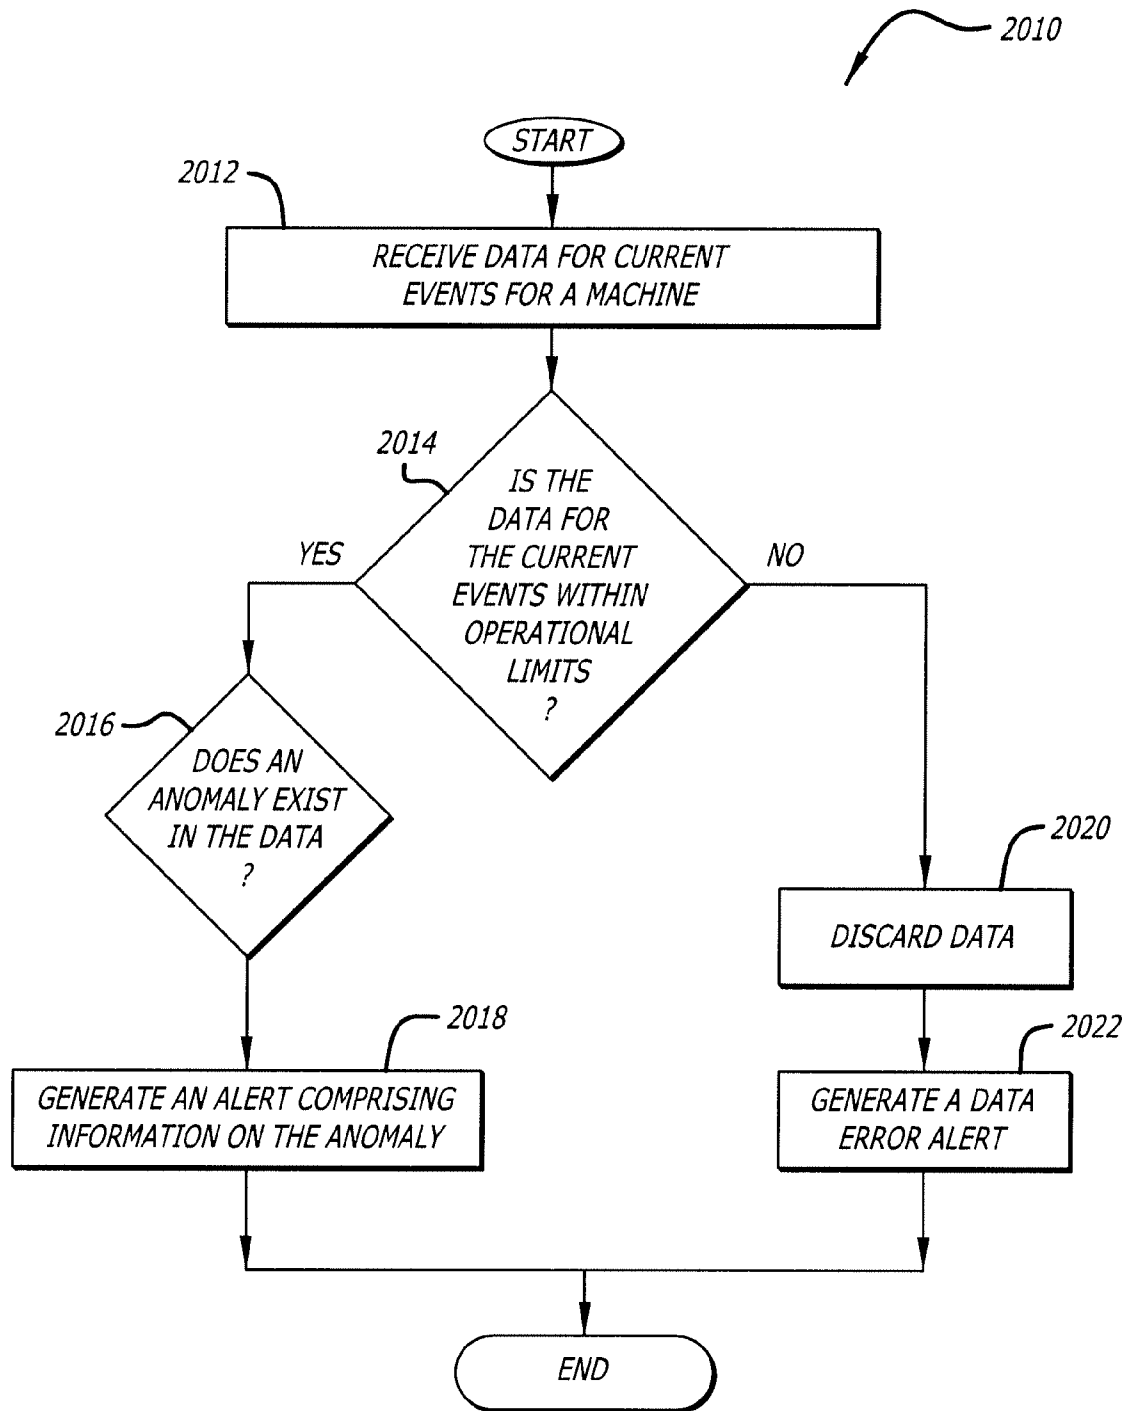 2010
START
2012
RECEIVE DATA FOR CURRENT
EVENTS FOR A MACHINE
2014
IS THE
DATA FOR
THE CURRENT
EVENTS WITHIN
OPERATIONAL
LIMITS
?
YES
NO
2016
DOES AN
ANOMALY EXIST
IN THE DATA
?
2020
DISCARD DATA
2018
GENERATE AN ALERT COMPRISING
INFORMATION ON THE ANOMALY
2022
GENERATE A DATA
ERROR ALERT
END